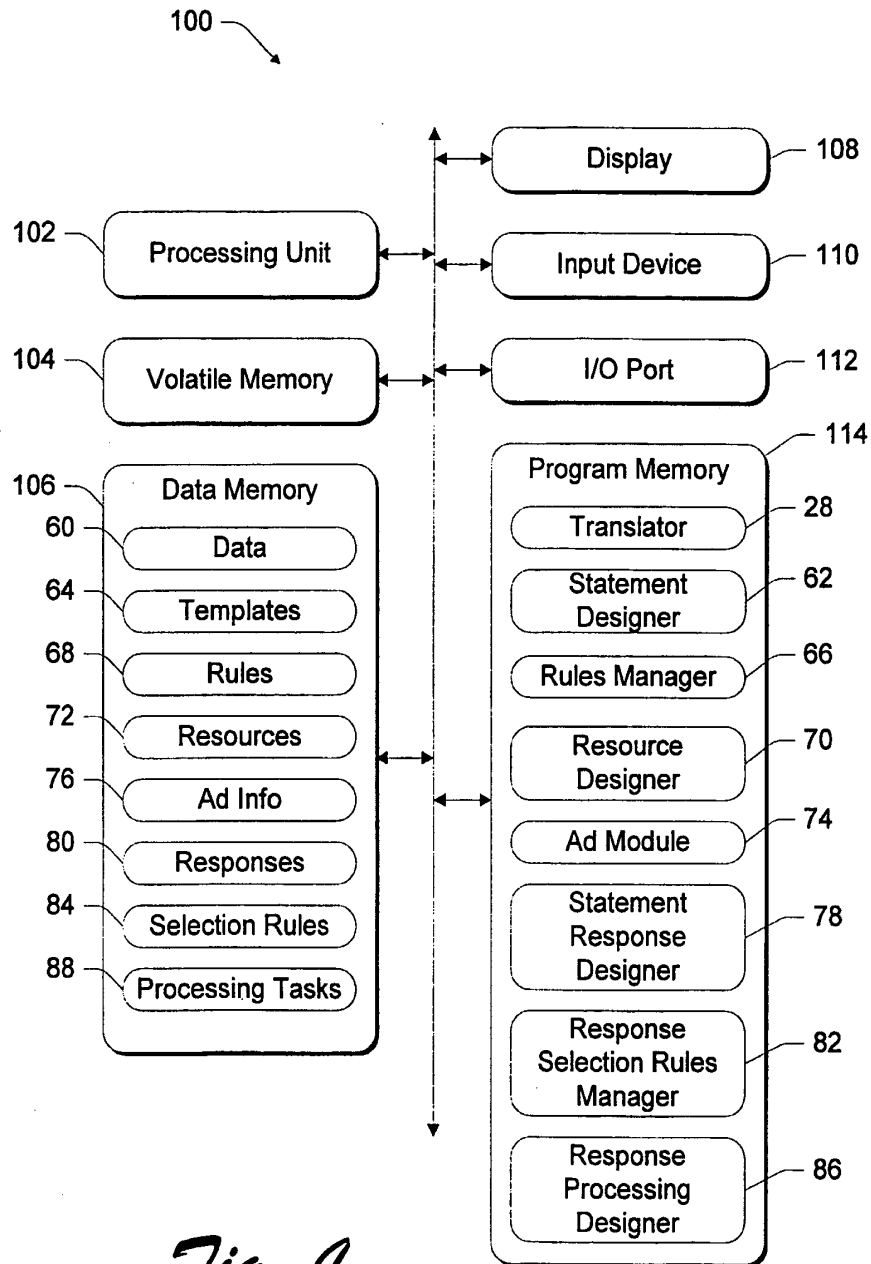 100
Display
108
102
Processing Unit
Input Device
110
104
Volatile Memory
I/O Port
112
114
106
Data Memory
60
Data
64
Templates
68
Rules
72
Resources
76
Ad Info
80
Responses
84
Selection Rules
88
Processing Tasks
Program Memory
Translator
28
Statement
Designer
62
Rules Manager
66
Resource
Designer
70
Ad Module
74
Statement
Response
Designer
78
Response
Selection Rules
Manager
82
Response
Processing
Designer
86
Fig.